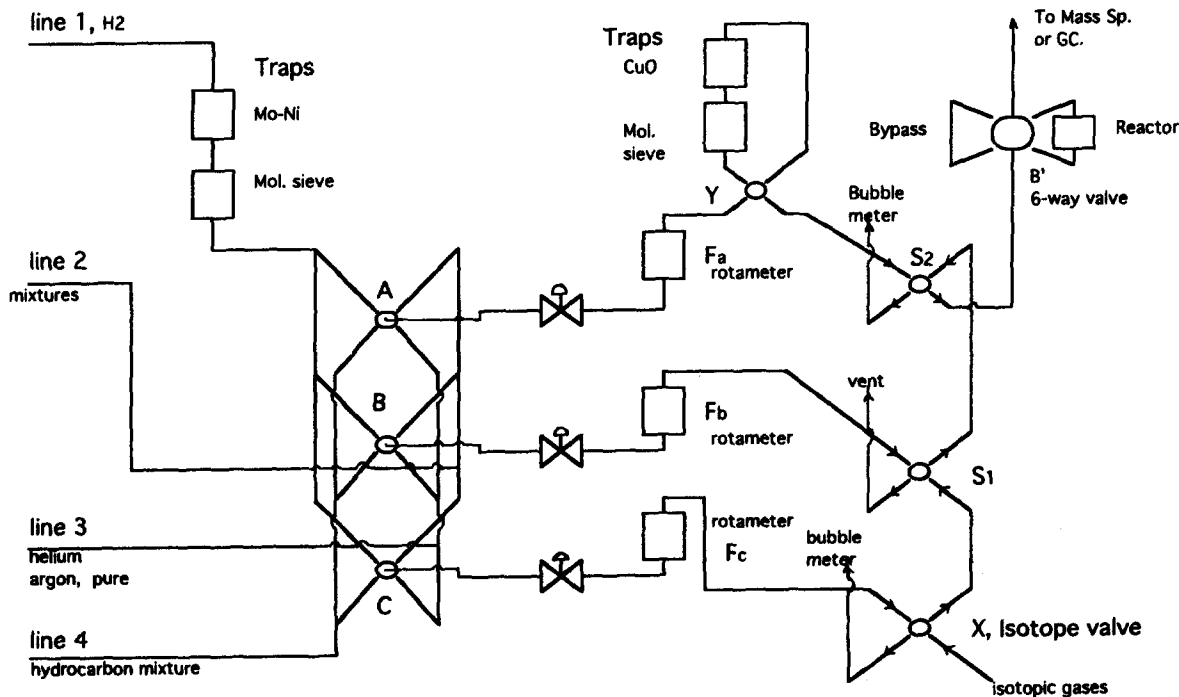 line 1, H2
Traps
Mo-Ni
Mol. sieve
line 2
mixtures
line 3
helium
argon, pure
line 4
hydrocarbon mixture
A
B
C
Traps
CuO
Mol.
sieve
Y
Fa
rotameter
Fb
rotameter
rotameter
Fc
Bubble
meter
S2
vent
S1
bubble
meter
X, Isotope valve
isotopic gases
To Mass Sp.
or GC.
Bypass
Reactor
B'
6-way valve